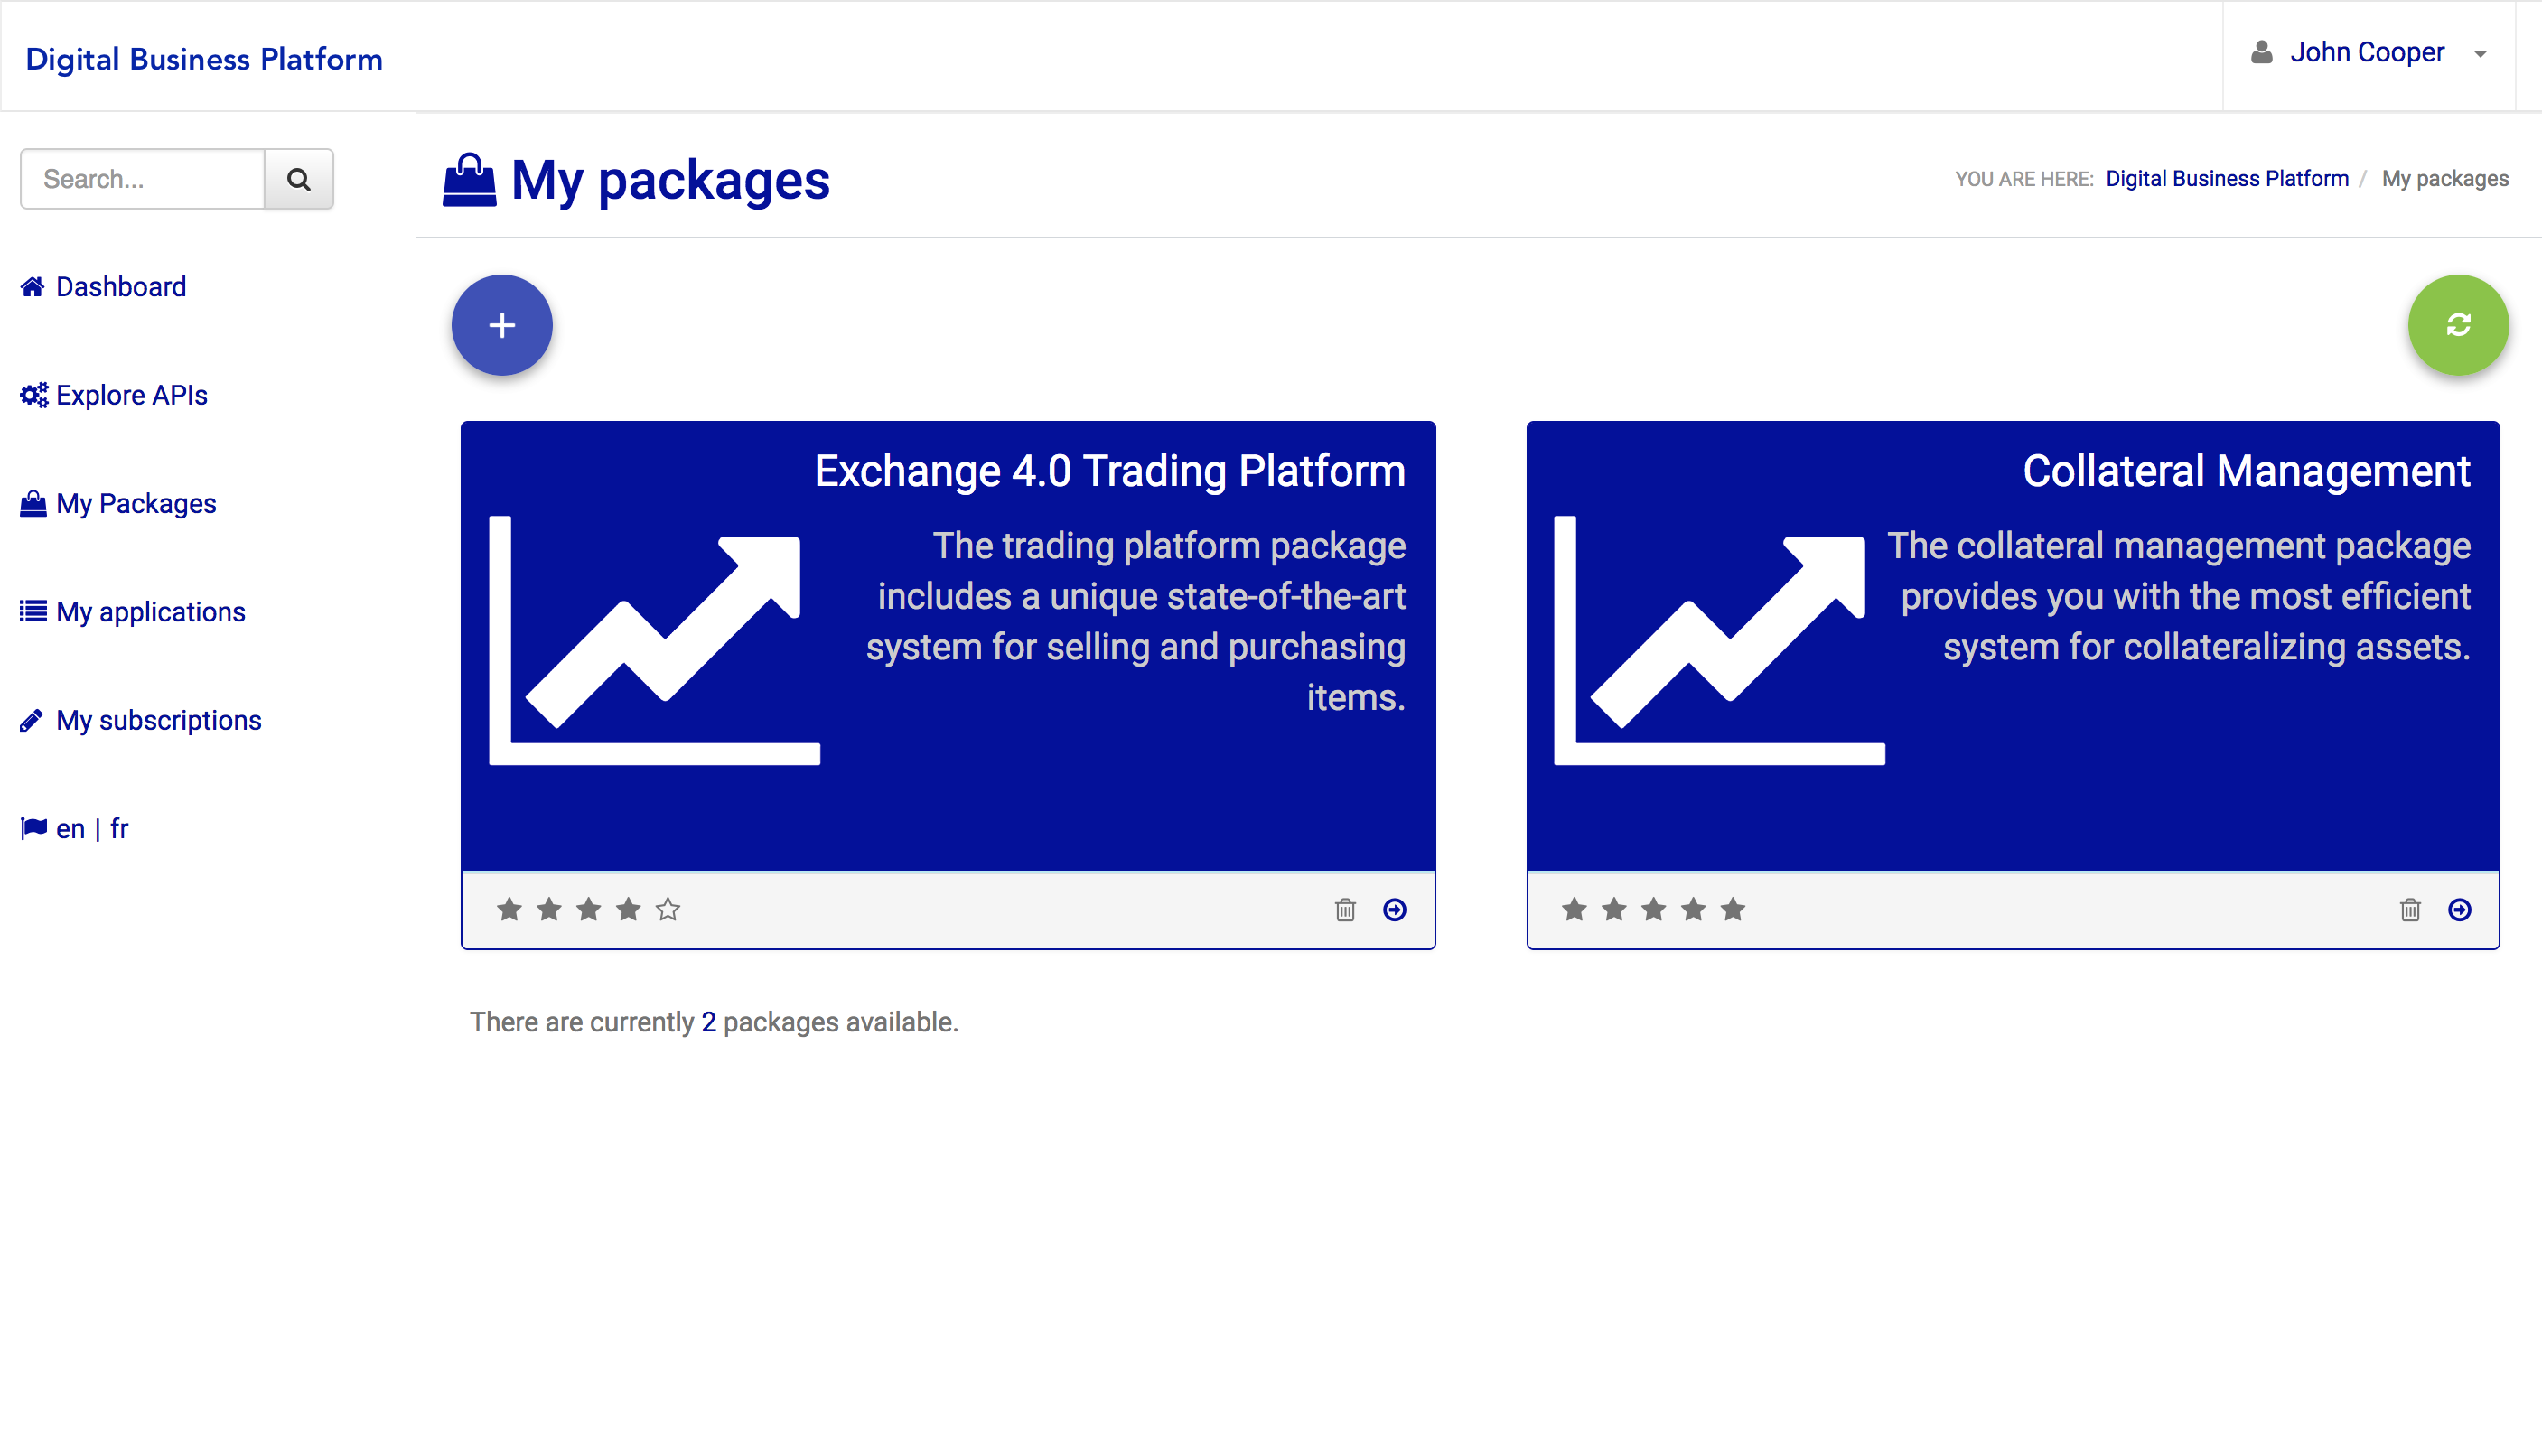 Digital Business Platform
John Cooper
Search...
My packages
YOU ARE HERE: Digital Business Platform / My packages
Dashboard
Explore APIs
My Packages
My applications
My subscriptions
en | fr
Exchange 4.0 Trading Platform
The trading platform package
includes a unique state-of-the-art
system for selling and purchasing
items.
Collateral Management
The collateral management package
provides you with the most efficient
system for collateralizing assets.
There are currently 2 packages available.